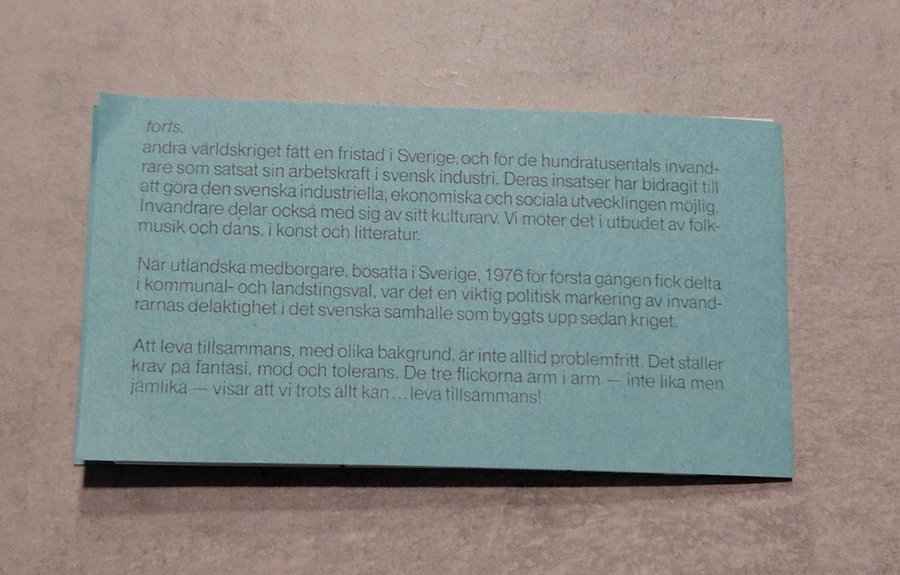 forts.
andra världskriget fått en fristad i Sverige, och för de hundratusentals invand-
rare som satsat sin arbetskraft i svensk industri. Deras insatser har bidragit till
att göra den svenska industriella, ekonomiska och sociala utvecklingen möjlig.
Invandrare delar också med sig av sitt kulturarv. Vi möter det i utbudet av folk-
musik och dans, i konst och litteratur.
När utländska medborgare, bosatta i Sverige, 1976 för första gången fick delta
i kommunal- och landstingsval, var det en viktig politisk markering av invand-
rarnas delaktighet i det svenska samhälle som byggts upp sedan kriget.
Att leva tillsammans, med olika bakgrund, är inte alltid problemfritt. Det ställer
krav på fantasi, mod och tolerans. De tre flickorna arm i arm — inte lika men
jämlika — visar att vi trots allt kan... leva tillsammans!